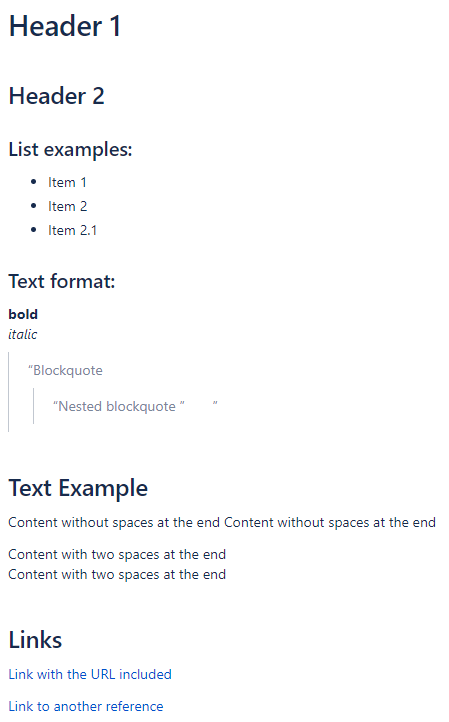 Header 1
Header 2
List examples:
• Item 1
• Item 2
• Item 2.1
Text format:
bold
italic
“Blockquote
“Nested blockquote ” ”
Text Example
Content without spaces at the end Content without spaces at the end
Content with two spaces at the end
Content with two spaces at the end
Links
Link with the URL included
Link to another reference